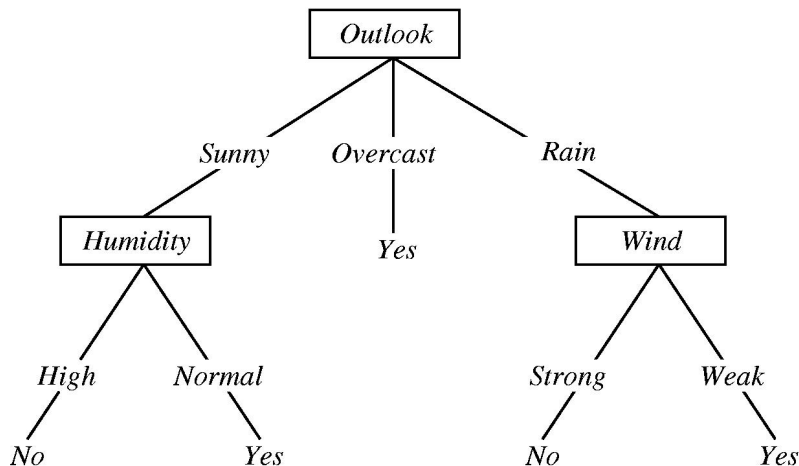 Outlook
Sunny Overcast Rain
Humidity Yes Wind
High Normal Strong Weak
No Yes No Yes